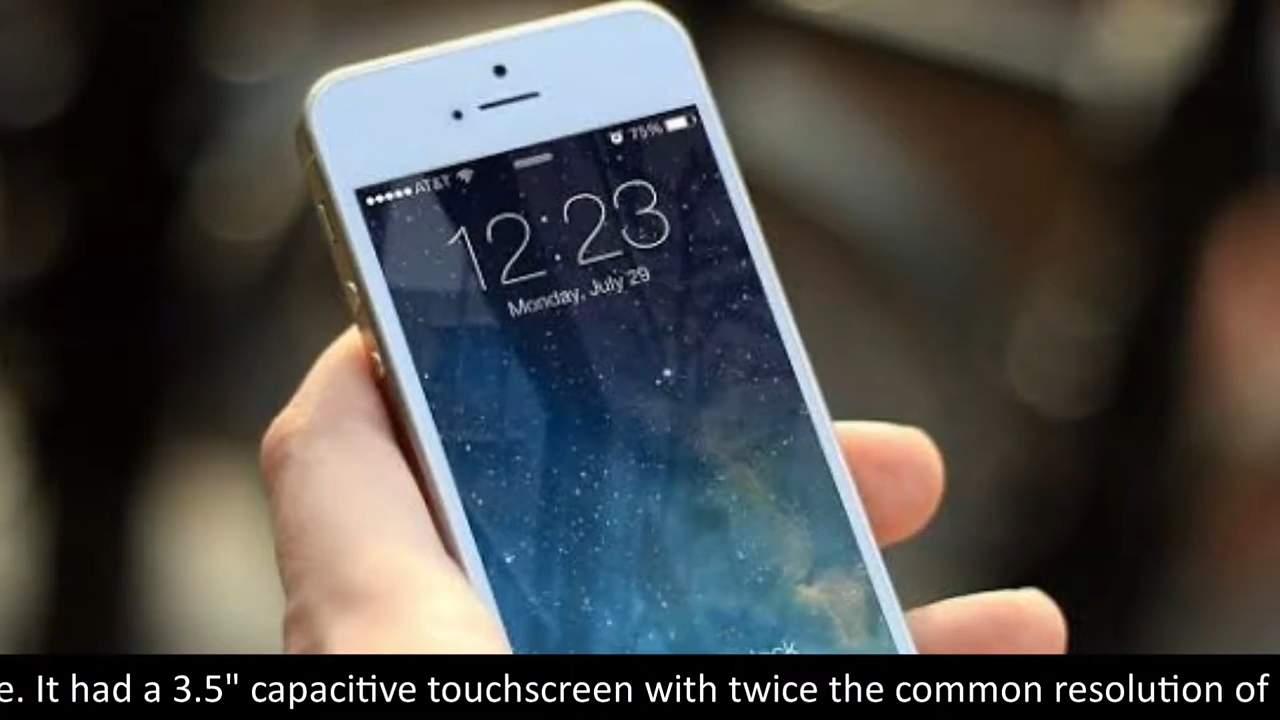 AT&T 75%
12:23
Monday, July 29
e. It had a 3.5" capacitive touchscreen with twice the common resolution of